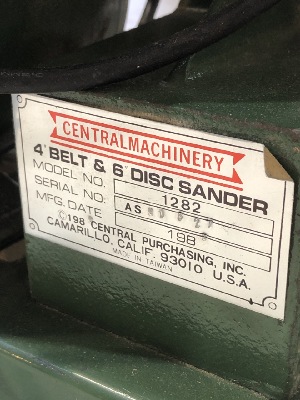 CENTRALMACHINERY
4" BELT & 6" DISC SANDER
MODEL NO. 1282
SERIAL NO. AS
MFG. DATE 198
©198 CENTRAL PURCHASING, INC.
CAMARILLO, CALIF. 93010 U.S.A.
MADE IN TAIWAN